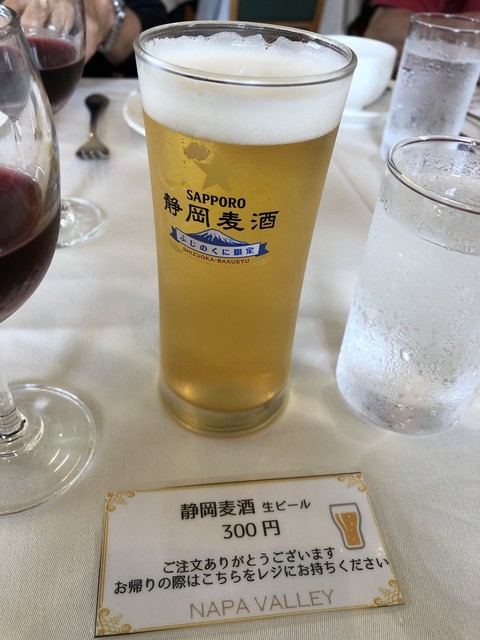 SAPPORO
静岡麦酒
ふじのくに限定
SHIZUOKA-BAKUSYU
静岡麦酒 生ビール
300円
ご注文ありがとうございます
お帰りの際はこちらをレジにお持ちください
NAPA VALLEY